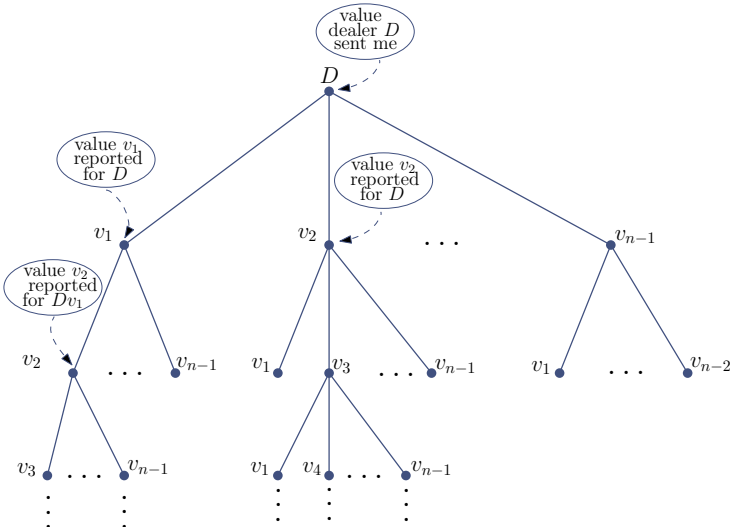 value
dealer D
sent me
D
value v₁
reported
for D
value v₂
reported
for D
v₁
v₂
· · ·
vₙ₋₁
value v₂
reported
for Dv₁
v₂
· · ·
vₙ₋₁
v₁
v₃
· · ·
vₙ₋₁
v₁
· · ·
vₙ₋₂
v₃
· · ·
vₙ₋₁
v₁
v₄
· · ·
vₙ₋₁